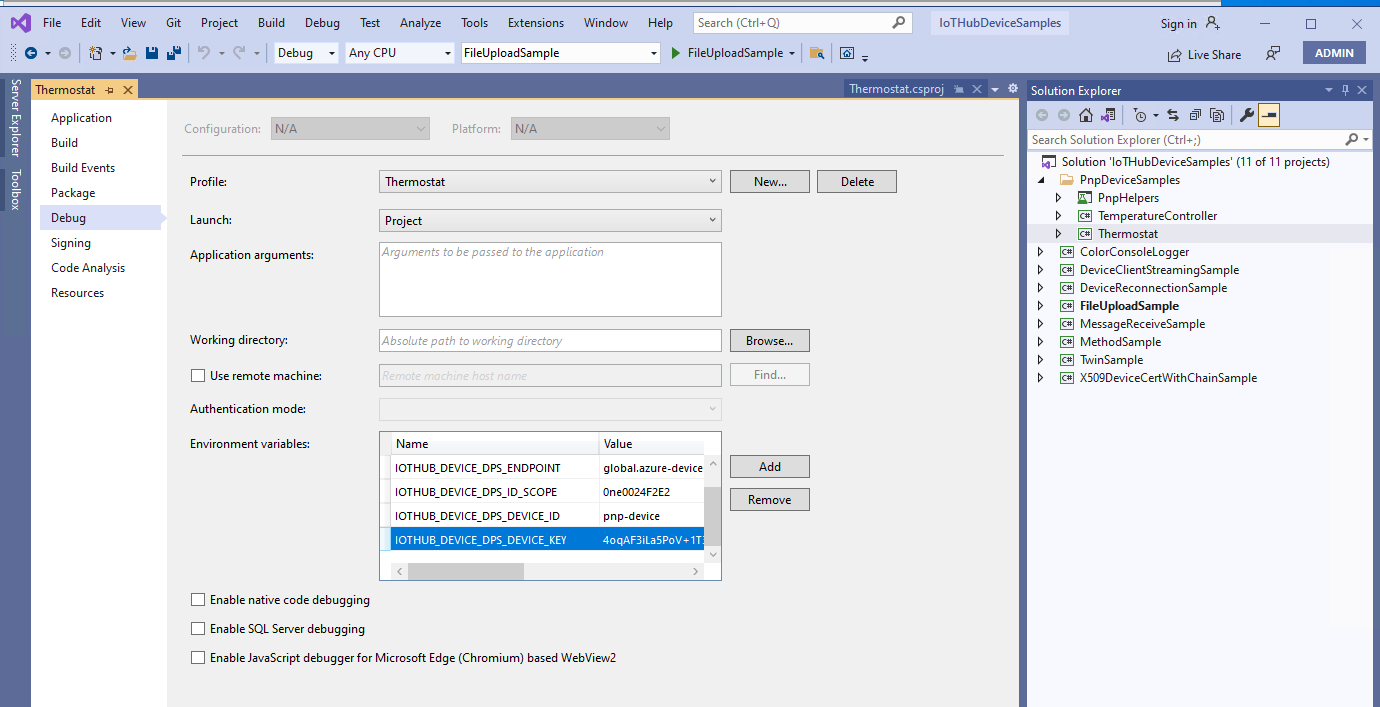 File Edit View Git Project Build Debug Test Analyze Tools Extensions Window Help Search (Ctrl+Q) IoTHubDeviceSamples Sign in
Debug Any CPU FileUploadSample FileUploadSample Live Share ADMIN
Server Explorer
Toolbox
Thermostat Thermostat.csproj
Application
Build
Build Events
Package
Debug
Signing
Code Analysis
Resources
Configuration: N/A Platform: N/A
Profile: Thermostat New... Delete
Launch: Project
Application arguments: Arguments to be passed to the application
Working directory: Absolute path to working directory Browse...
Use remote machine: Remote machine host name Find...
Authentication mode:
Environment variables: Name Value
IOTHUB_DEVICE_DPS_ENDPOINT global.azure-device
IOTHUB_DEVICE_DPS_ID_SCOPE 0ne0024F2E2
IOTHUB_DEVICE_DPS_DEVICE_ID pnp-device
IOTHUB_DEVICE_DPS_DEVICE_KEY 4oqAF3iLa5PoV+1T
Add
Remove
Enable native code debugging
Enable SQL Server debugging
Enable JavaScript debugger for Microsoft Edge (Chromium) based WebView2
Solution Explorer
Search Solution Explorer (Ctrl+;)
Solution 'IoTHubDeviceSamples' (11 of 11 projects)
PnpDeviceSamples
PnpHelpers
C# TemperatureController
C# Thermostat
C# ColorConsoleLogger
C# DeviceClientStreamingSample
C# DeviceReconnectionSample
C# FileUploadSample
C# MessageReceiveSample
C# MethodSample
C# TwinSample
C# X509DeviceCertWithChainSample